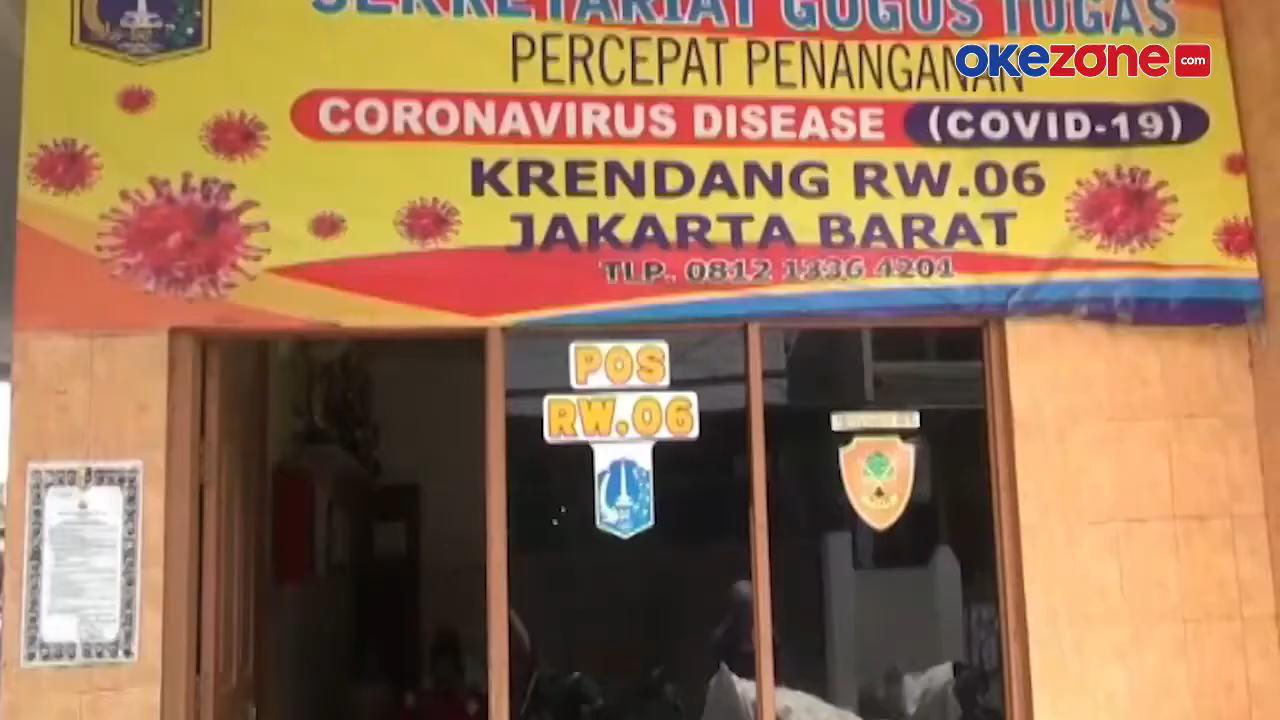 SEKRETARIAT GUGUS TUGAS
PERCEPAT PENANGANAN
okezone.com
CORONAVIRUS DISEASE (COVID-19)
KRENDANG RW.06
JAKARTA BARAT
TLP. 0812 1336 4201
POS
RW.06